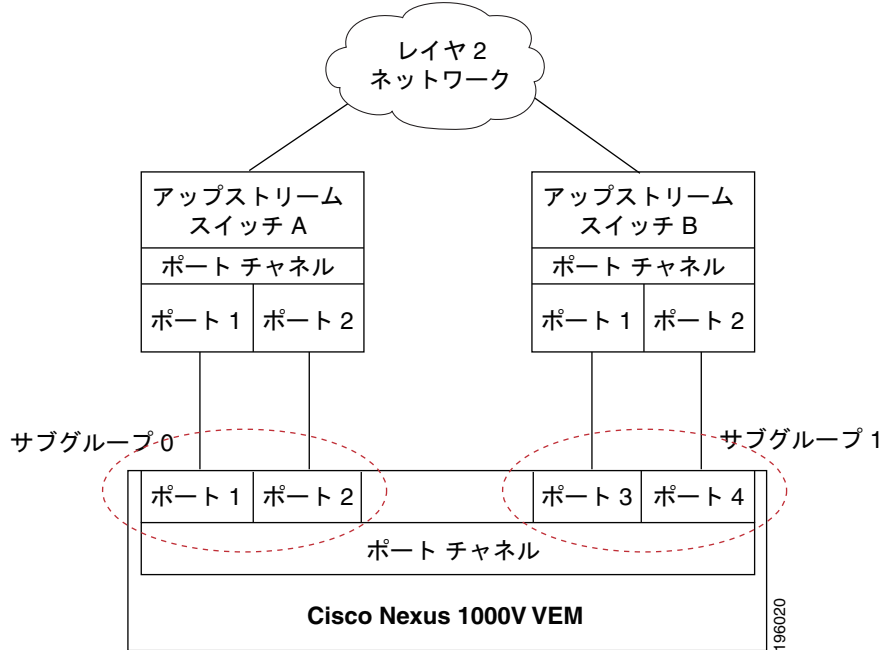 レイヤ 2
ネットワーク
アップストリーム
スイッチ A
ポート チャネル
ポート 1
ポート 2
アップストリーム
スイッチ B
ポート チャネル
ポート 1
ポート 2
サブグループ 0
サブグループ 1
ポート 1
ポート 2
ポート 3
ポート 4
ポート チャネル
Cisco Nexus 1000V VEM
196020